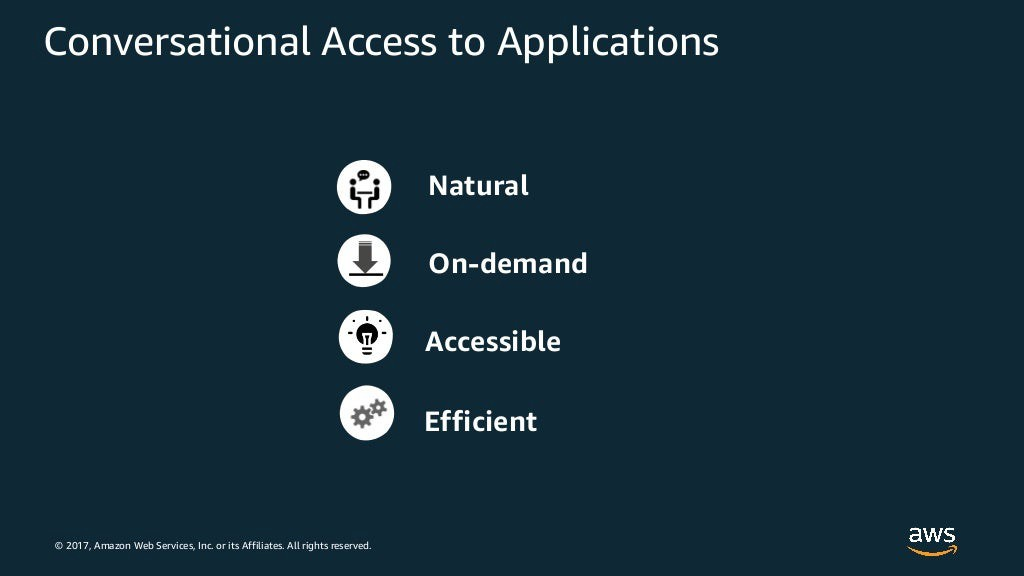 Conversational Access to Applications
Natural
On-demand
Accessible
Efficient
© 2017, Amazon Web Services, Inc. or its Affiliates. All rights reserved.
aws